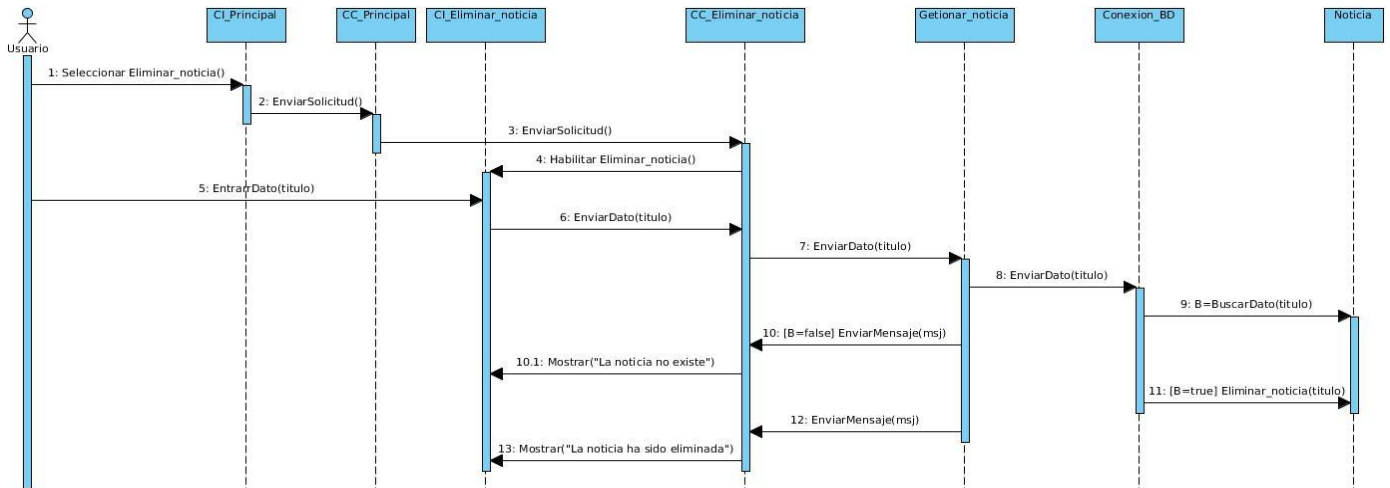 CI_Principal
CC_Principal
CI_Eliminar_noticia
CC_Eliminar_noticia
Getionar_noticia
Conexion_BD
Noticia
Usuario
1: Seleccionar Eliminar_noticia()
2: EnviarSolicitud()
3: EnviarSolicitud()
4: Habilitar Eliminar_noticia()
5: EntrarrDato(titulo)
6: EnviarDato(titulo)
7: EnviarDato(titulo)
8: EnviarDato(titulo)
9: B=BuscarDato(titulo)
10: [B=false] EnviarMensaje(msj)
10.1: Mostrar("La noticia no existe")
11: [B=true] Eliminar_noticia(titulo)
12: EnviarMensaje(msj)
13: Mostrar("La noticia ha sido eliminada")